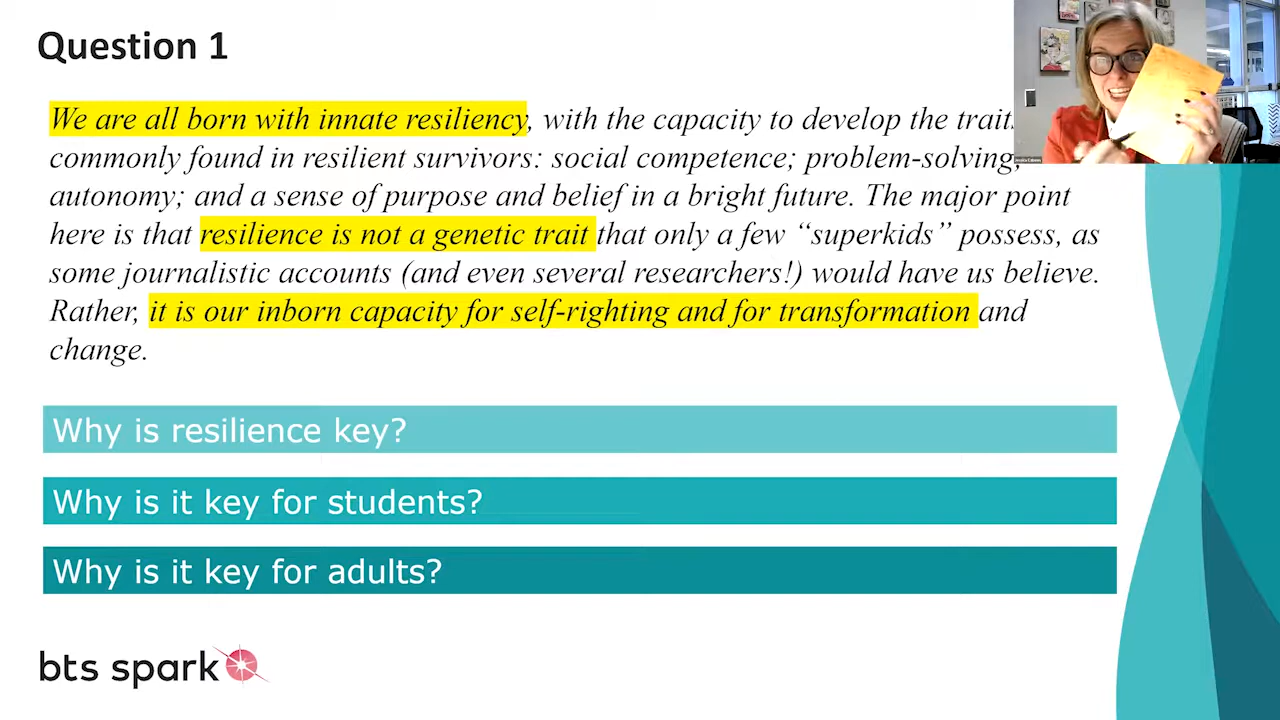 Question 1
We are all born with innate resiliency, with the capacity to develop the traits
commonly found in resilient survivors: social competence; problem-solving;
autonomy; and a sense of purpose and belief in a bright future. The major point
here is that resilience is not a genetic trait that only a few “superkids” possess, as
some journalistic accounts (and even several researchers!) would have us believe.
Rather, it is our inborn capacity for self-righting and for transformation and
change.
Why is resilience key?
Why is it key for students?
Why is it key for adults?
bts spark